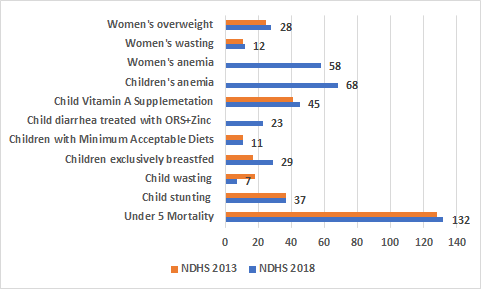 Women's overweight 28
Women's wasting 12
Women's anemia 58
Children's anemia 68
Child Vitamin A Supplemetation 45
Child diarrhea treated with ORS+Zinc 23
Children with Minimum Acceptable Diets 11
Children exclusively breastfed 29
Child wasting 7
Child stunting 37
Under 5 Mortality 132
0 20 40 60 80 100 120 140
NDHS 2013 NDHS 2018